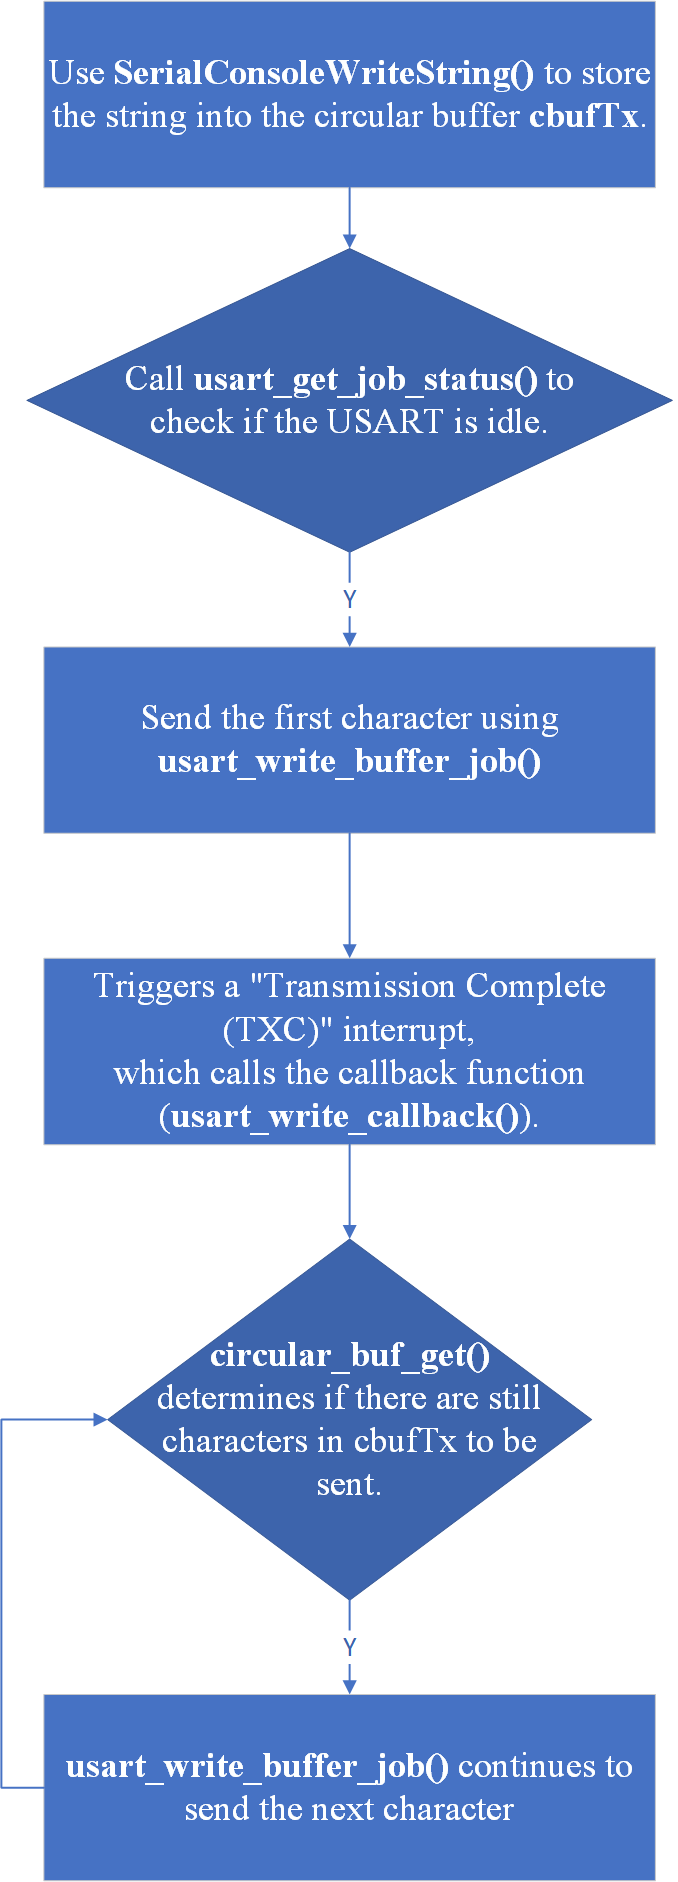 Use SerialConsoleWriteString() to store
the string into the circular buffer cbufTx.
Call usart_get_job_status() to
check if the USART is idle.
Y
Send the first character using
usart_write_buffer_job()
Triggers a "Transmission Complete
(TXC)" interrupt,
which calls the callback function
(usart_write_callback()).
circular_buf_get()
determines if there are still
characters in cbufTx to be
sent.
Y
usart_write_buffer_job() continues to
send the next character